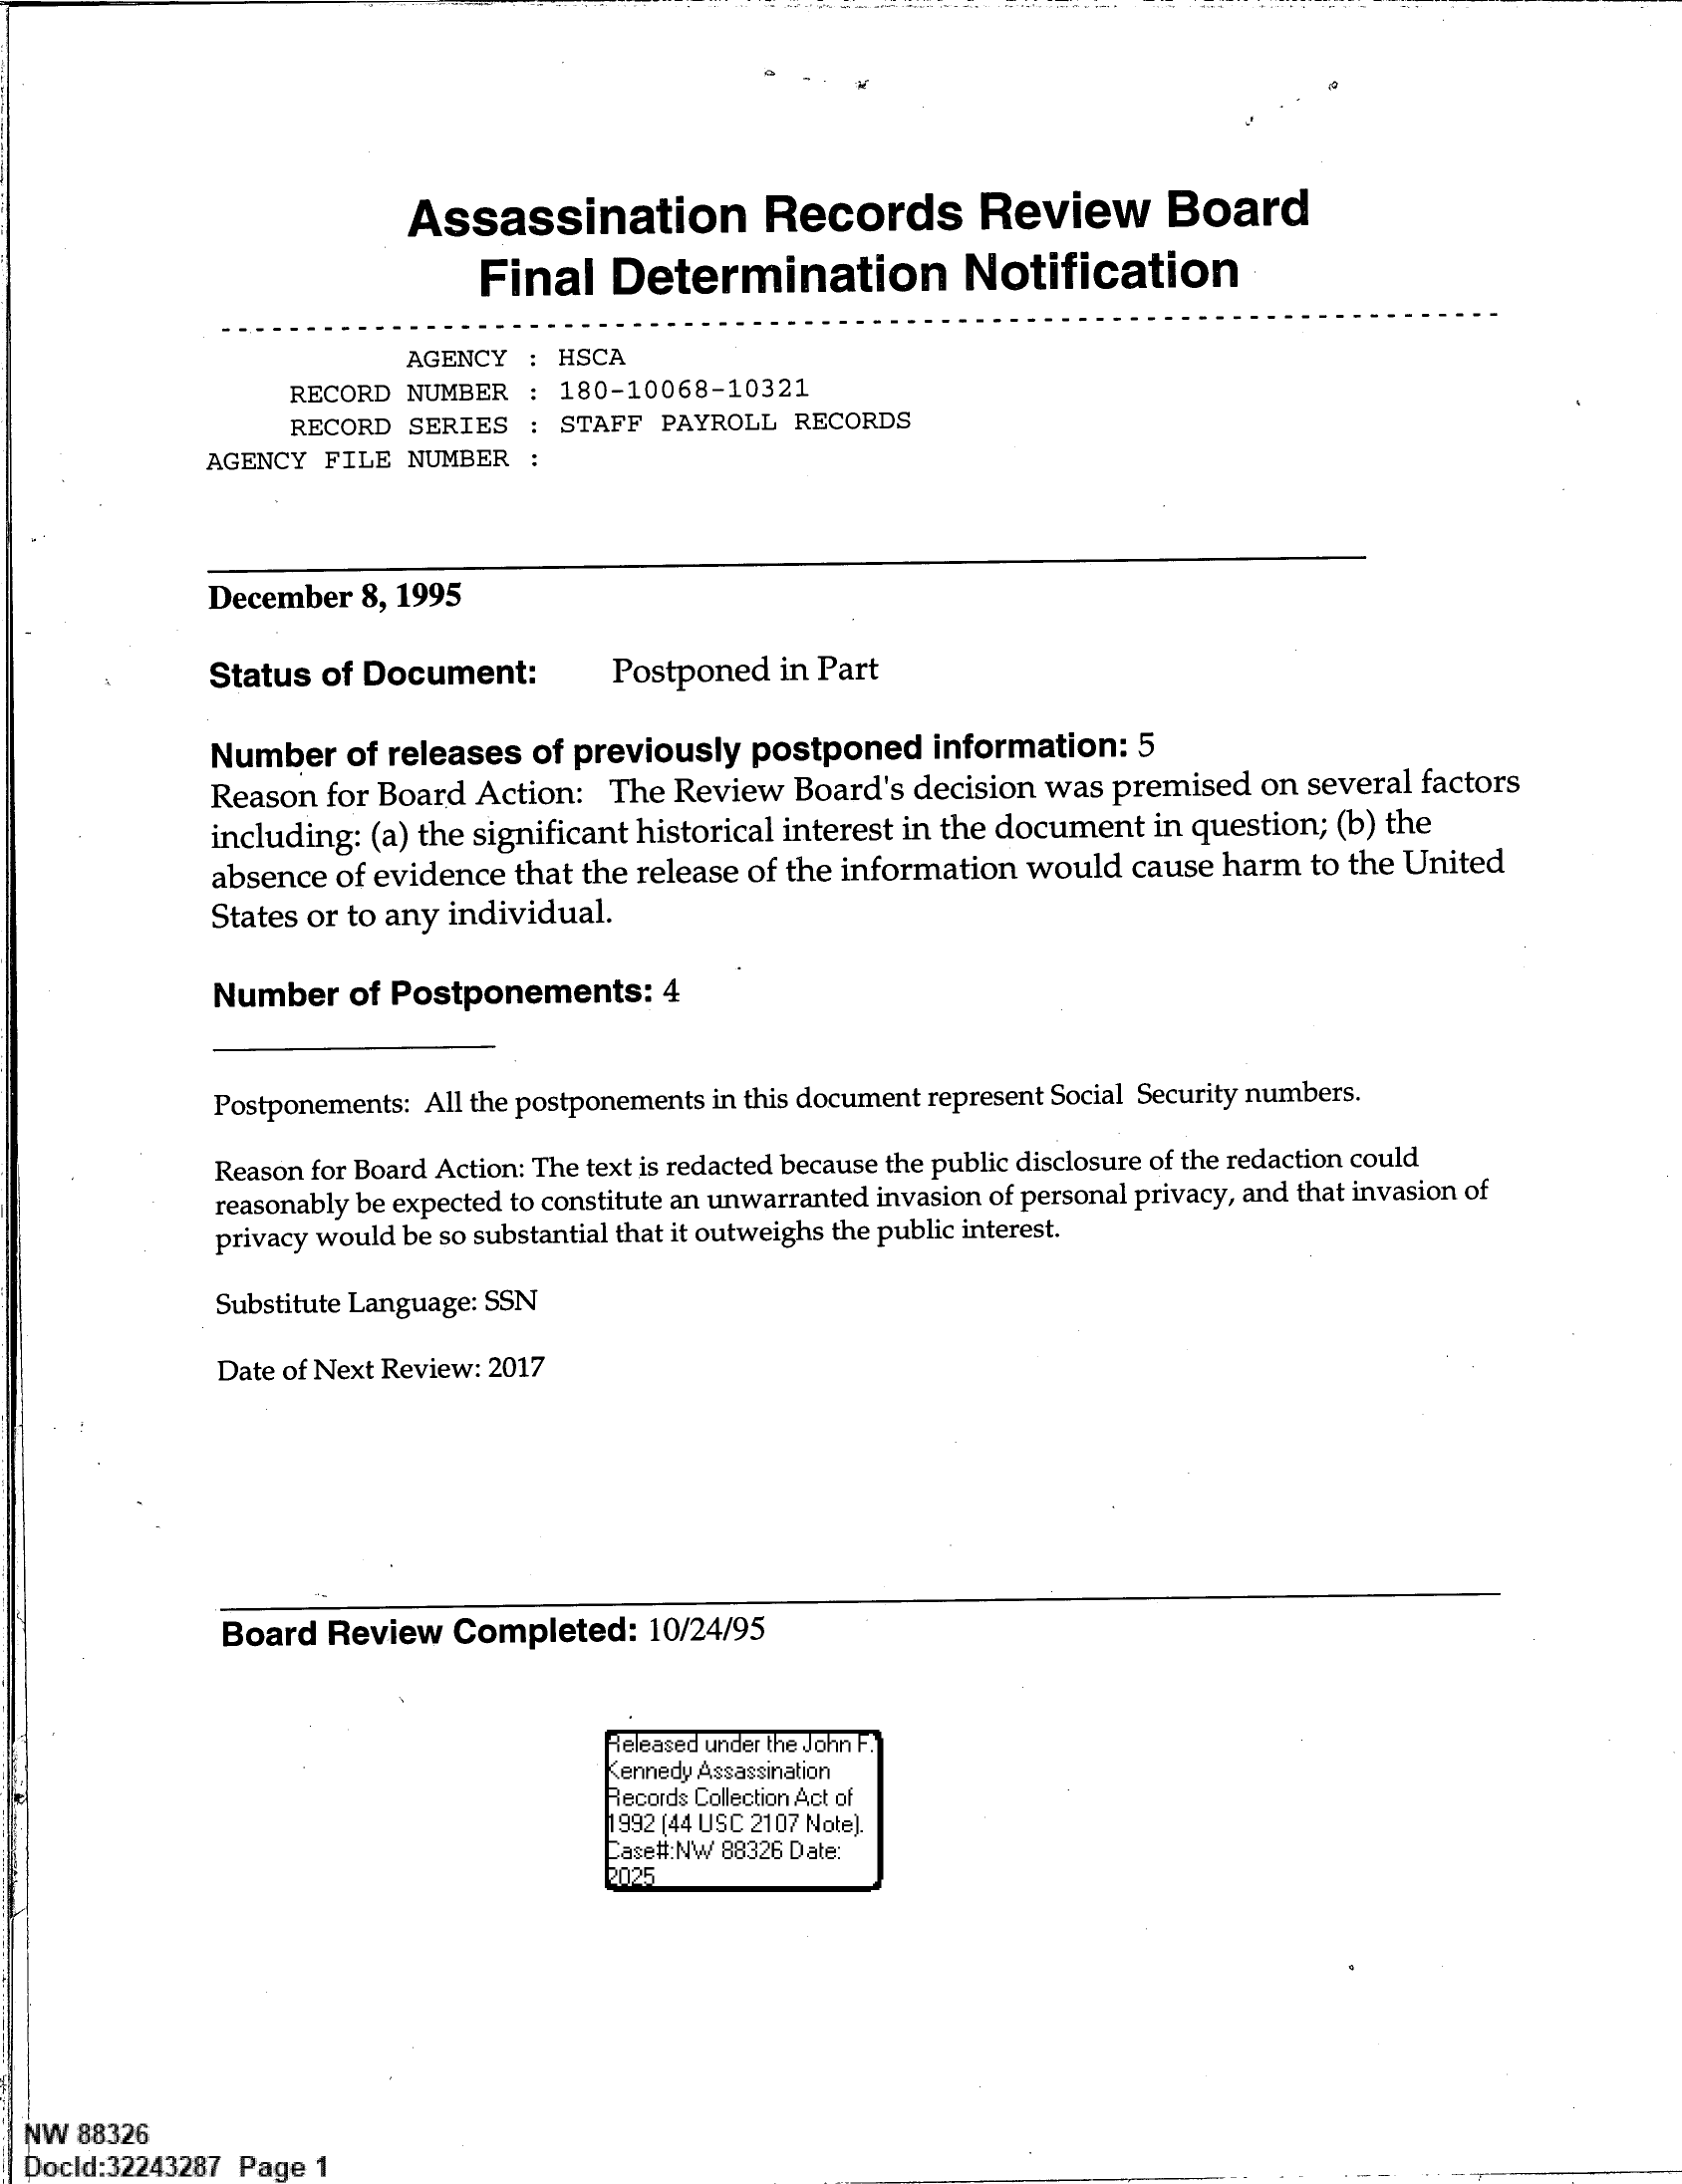 Assassination Records Review Board
Final Determination Notification
AGENCY : HSCA
RECORD NUMBER : 180-10068-10321
RECORD SERIES : STAFF PAYROLL RECORDS
AGENCY FILE NUMBER :
December 8, 1995
Status of Document: Postponed in Part
Number of releases of previously postponed information: 5
Reason for Board Action: The Review Board's decision was premised on several factors
including: (a) the significant historical interest in the document in question; (b) the
absence of evidence that the release of the information would cause harm to the United
States or to any individual.
Number of Postponements: 4
Postponements: All the postponements in this document represent Social Security numbers.
Reason for Board Action: The text is redacted because the public disclosure of the redaction could
reasonably be expected to constitute an unwarranted invasion of personal privacy, and that invasion of
privacy would be so substantial that it outweighs the public interest.
Substitute Language: SSN
Date of Next Review: 2017
Board Review Completed: 10/24/95
Released under the John F.
Kennedy Assassination
Records Collection Act of
1992 (44 USC 2107 Note).
Case#:NW 88326 Date:
2025
NW 88326
DocId:32243287 Page 1